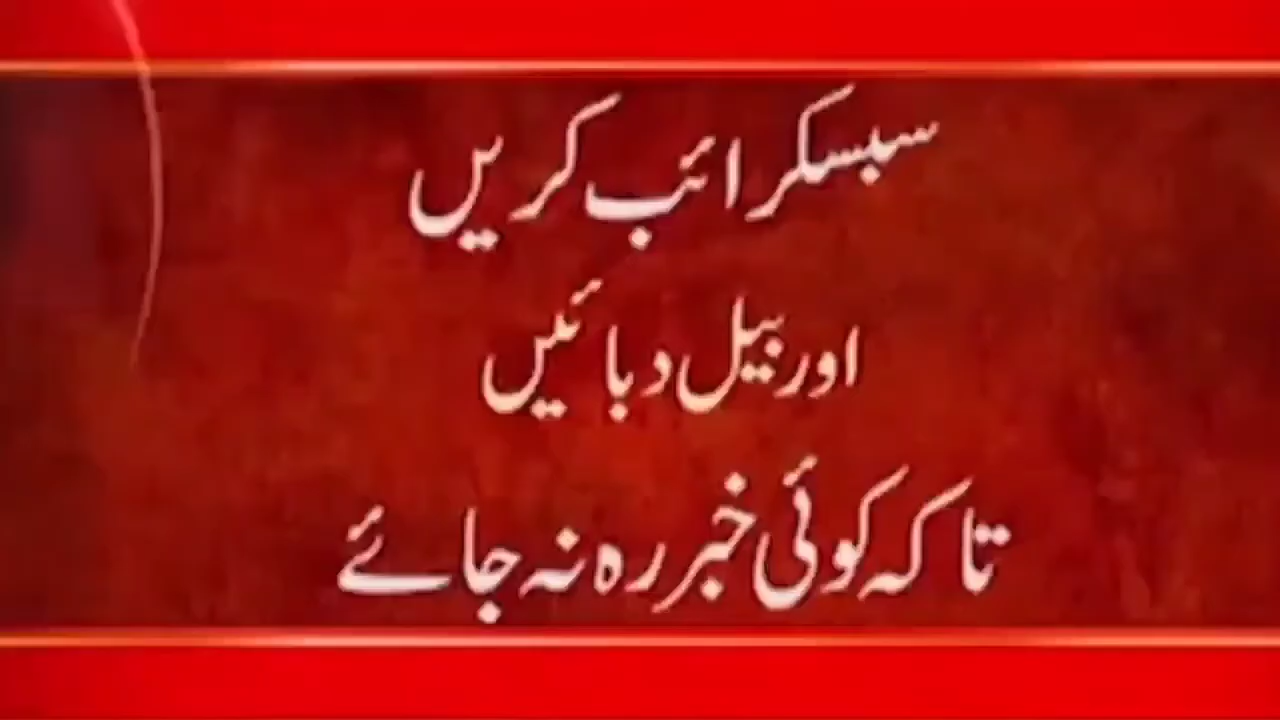 سبسکرائب کریں
اور بیل دبائیں
تاکہ کوئی خبر رہ نہ جائے